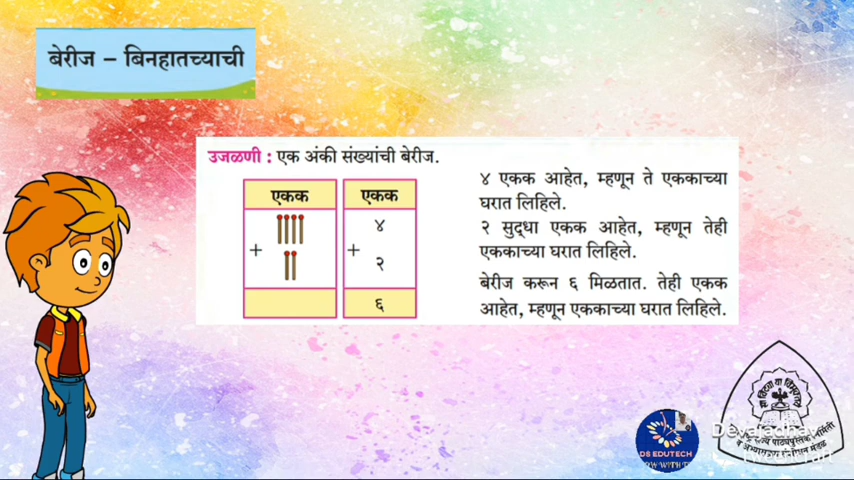 बेरीज – बिनहातच्याची
उजळणी : एक अंकी संख्यांची बेरीज.
एकक एकक
४
+ +
२
६
४ एकक आहेत, म्हणून ते एककाच्या
घरात लिहिले.
२ सुद्धा एकक आहेत, म्हणून तेही
एककाच्या घरात लिहिले.
बेरीज करून ६ मिळतात. तेही एकक
आहेत, म्हणून एककाच्या घरात लिहिले.
DS EDUTECH